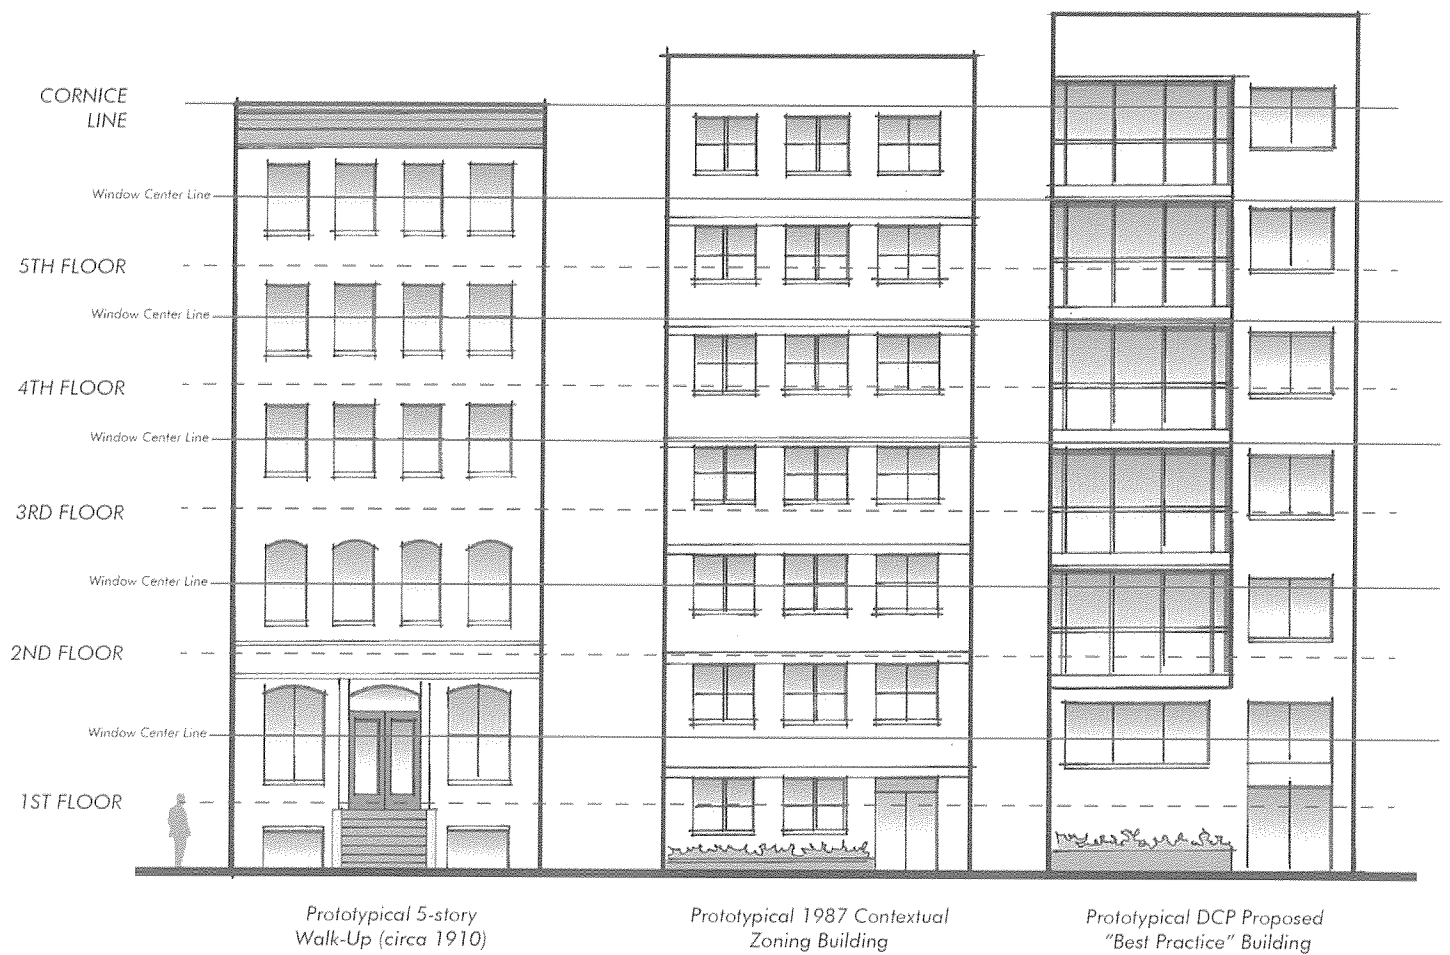 CORNICE
LINE
Window Center Line
5TH FLOOR
Window Center Line
4TH FLOOR
Window Center Line
3RD FLOOR
Window Center Line
2ND FLOOR
Window Center Line
1ST FLOOR
Prototypical 5-story
Walk-Up (circa 1910)
Prototypical 1987 Contextual
Zoning Building
Prototypical DCP Proposed
"Best Practice" Building